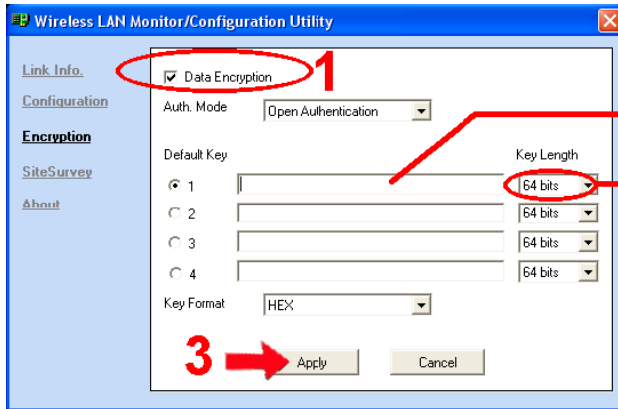 Wireless LAN Monitor/Configuration Utility
Link Info.
Configuration
Encryption
SiteSurvey
About
Data Encryption
1
Auth. Mode
Open Authentication
Default Key
Key Length
1
64 bits
2
64 bits
3
64 bits
4
64 bits
Key Format
HEX
3
Apply
Cancel